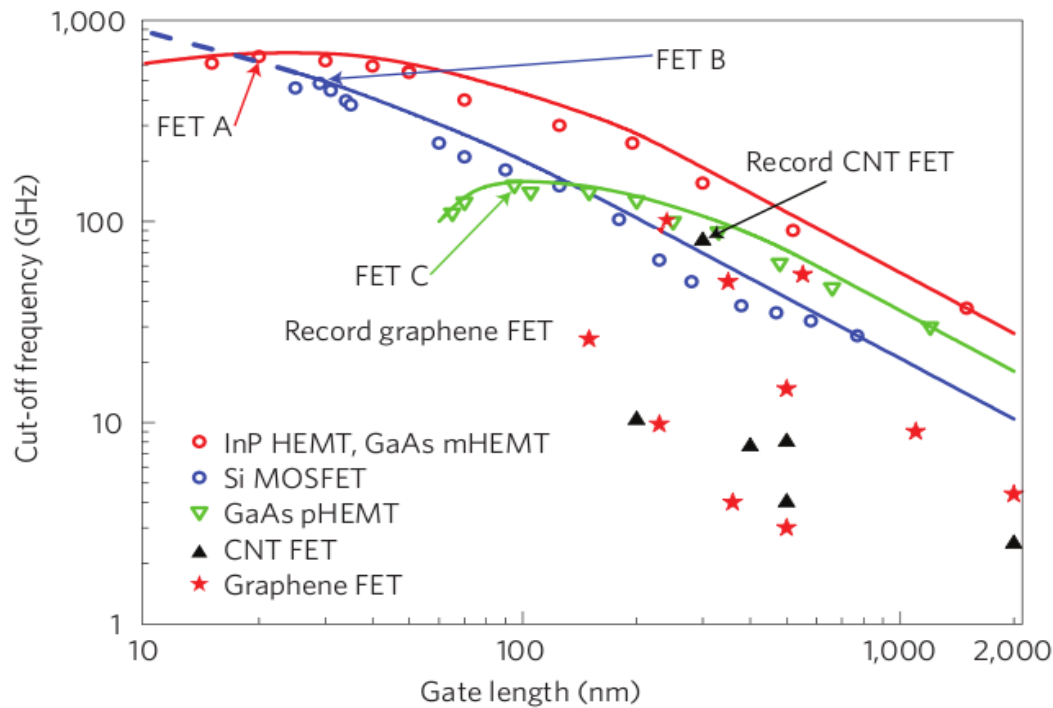 1,000
FET B
FET A
Record CNT FET
100
FET C
Record graphene FET
Cut-off frequency (GHz)
10
InP HEMT, GaAs mHEMT
Si MOSFET
GaAs pHEMT
CNT FET
Graphene FET
1
10
100
1,000
2,000
Gate length (nm)